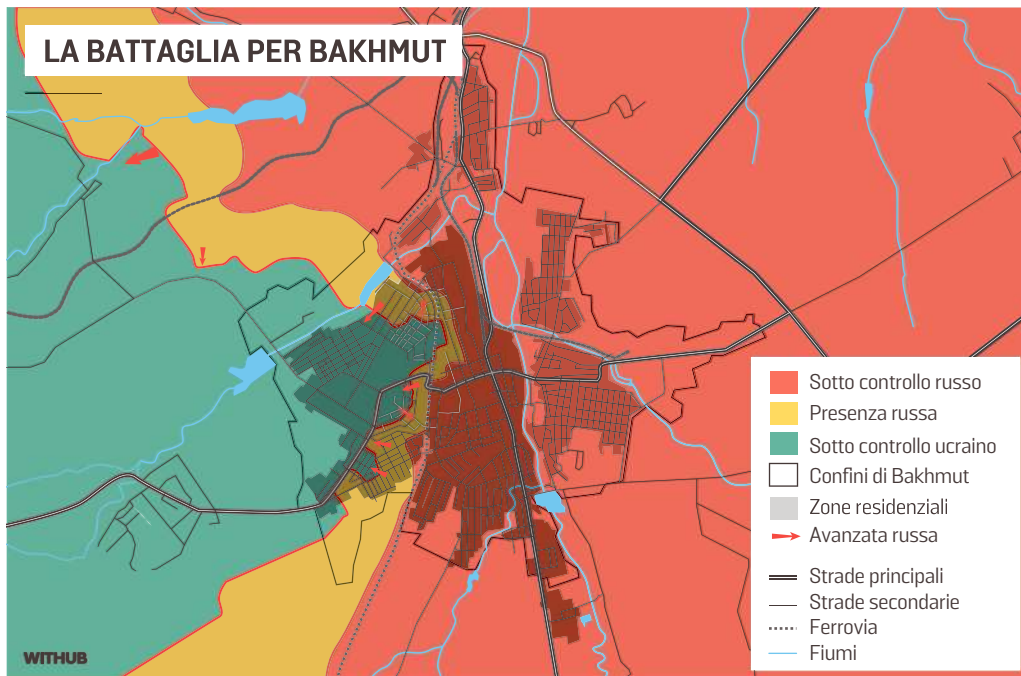 LA BATTAGLIA PER BAKHMUT
Sotto controllo russo
Presenza russa
Sotto controllo ucraino
Confini di Bakhmut
Zone residenziali
Avanzata russa
Strade principali
Strade secondarie
Ferrovia
Fiumi
WITHUB